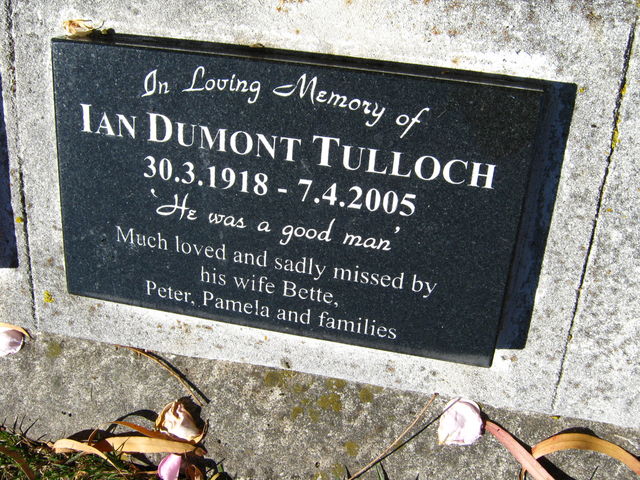 In Loving Memory of
IAN DUMONT TULLOCH
30.3.1918 - 7.4.2005
'He was a good man'
Much loved and sadly missed by
his wife Bette,
Peter, Pamela and families